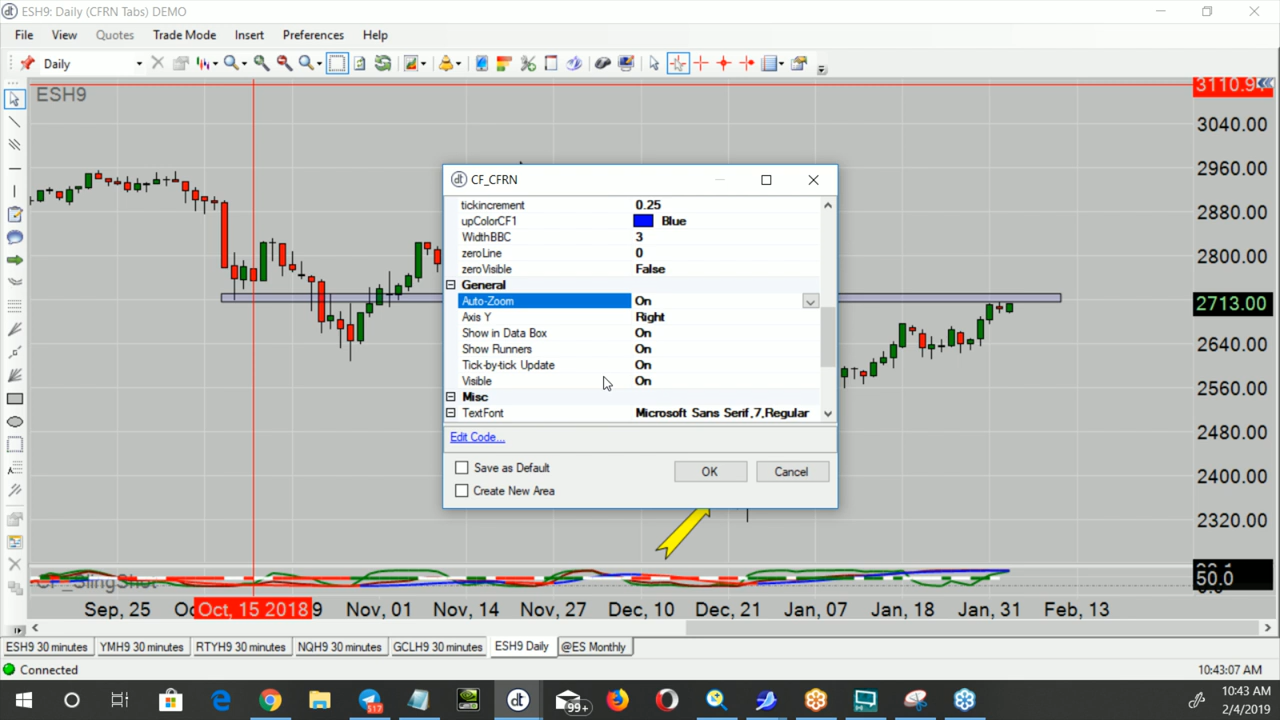 ESH9: Daily (CFRN Tabs) DEMO
File View Quotes Trade Mode Insert Preferences Help
Daily
ESH9
3040.00
2960.00
2880.00
2800.00
2713.00
2640.00
2560.00
2480.00
2400.00
2320.00
CF_CFRN
tickincrement 0.25
upColorCF1 Blue
WidthBBC 3
zeroLine 0
zeroVisible False
General
Auto-Zoom On
Axis Y Right
Show in Data Box On
Show Runners On
Tick-by-tick Update On
Visible On
Misc
TextFont Microsoft Sans Serif,7,Regular
Edit Code...
Save as Default
OK Cancel
Create New Area
CF_SlingShot
50.0
Sep, 25 Oct, 15 2018 Nov, 01 Nov, 14 Nov, 27 Dec, 10 Dec, 21 Jan, 07 Jan, 18 Jan, 31 Feb, 13
ESH9 30 minutes YMH9 30 minutes RTYH9 30 minutes NQH9 30 minutes GCLH9 30 minutes ESH9 Daily @ES Monthly
Connected 10:43:07 AM
517 99+ 10:43 AM
2/4/2019